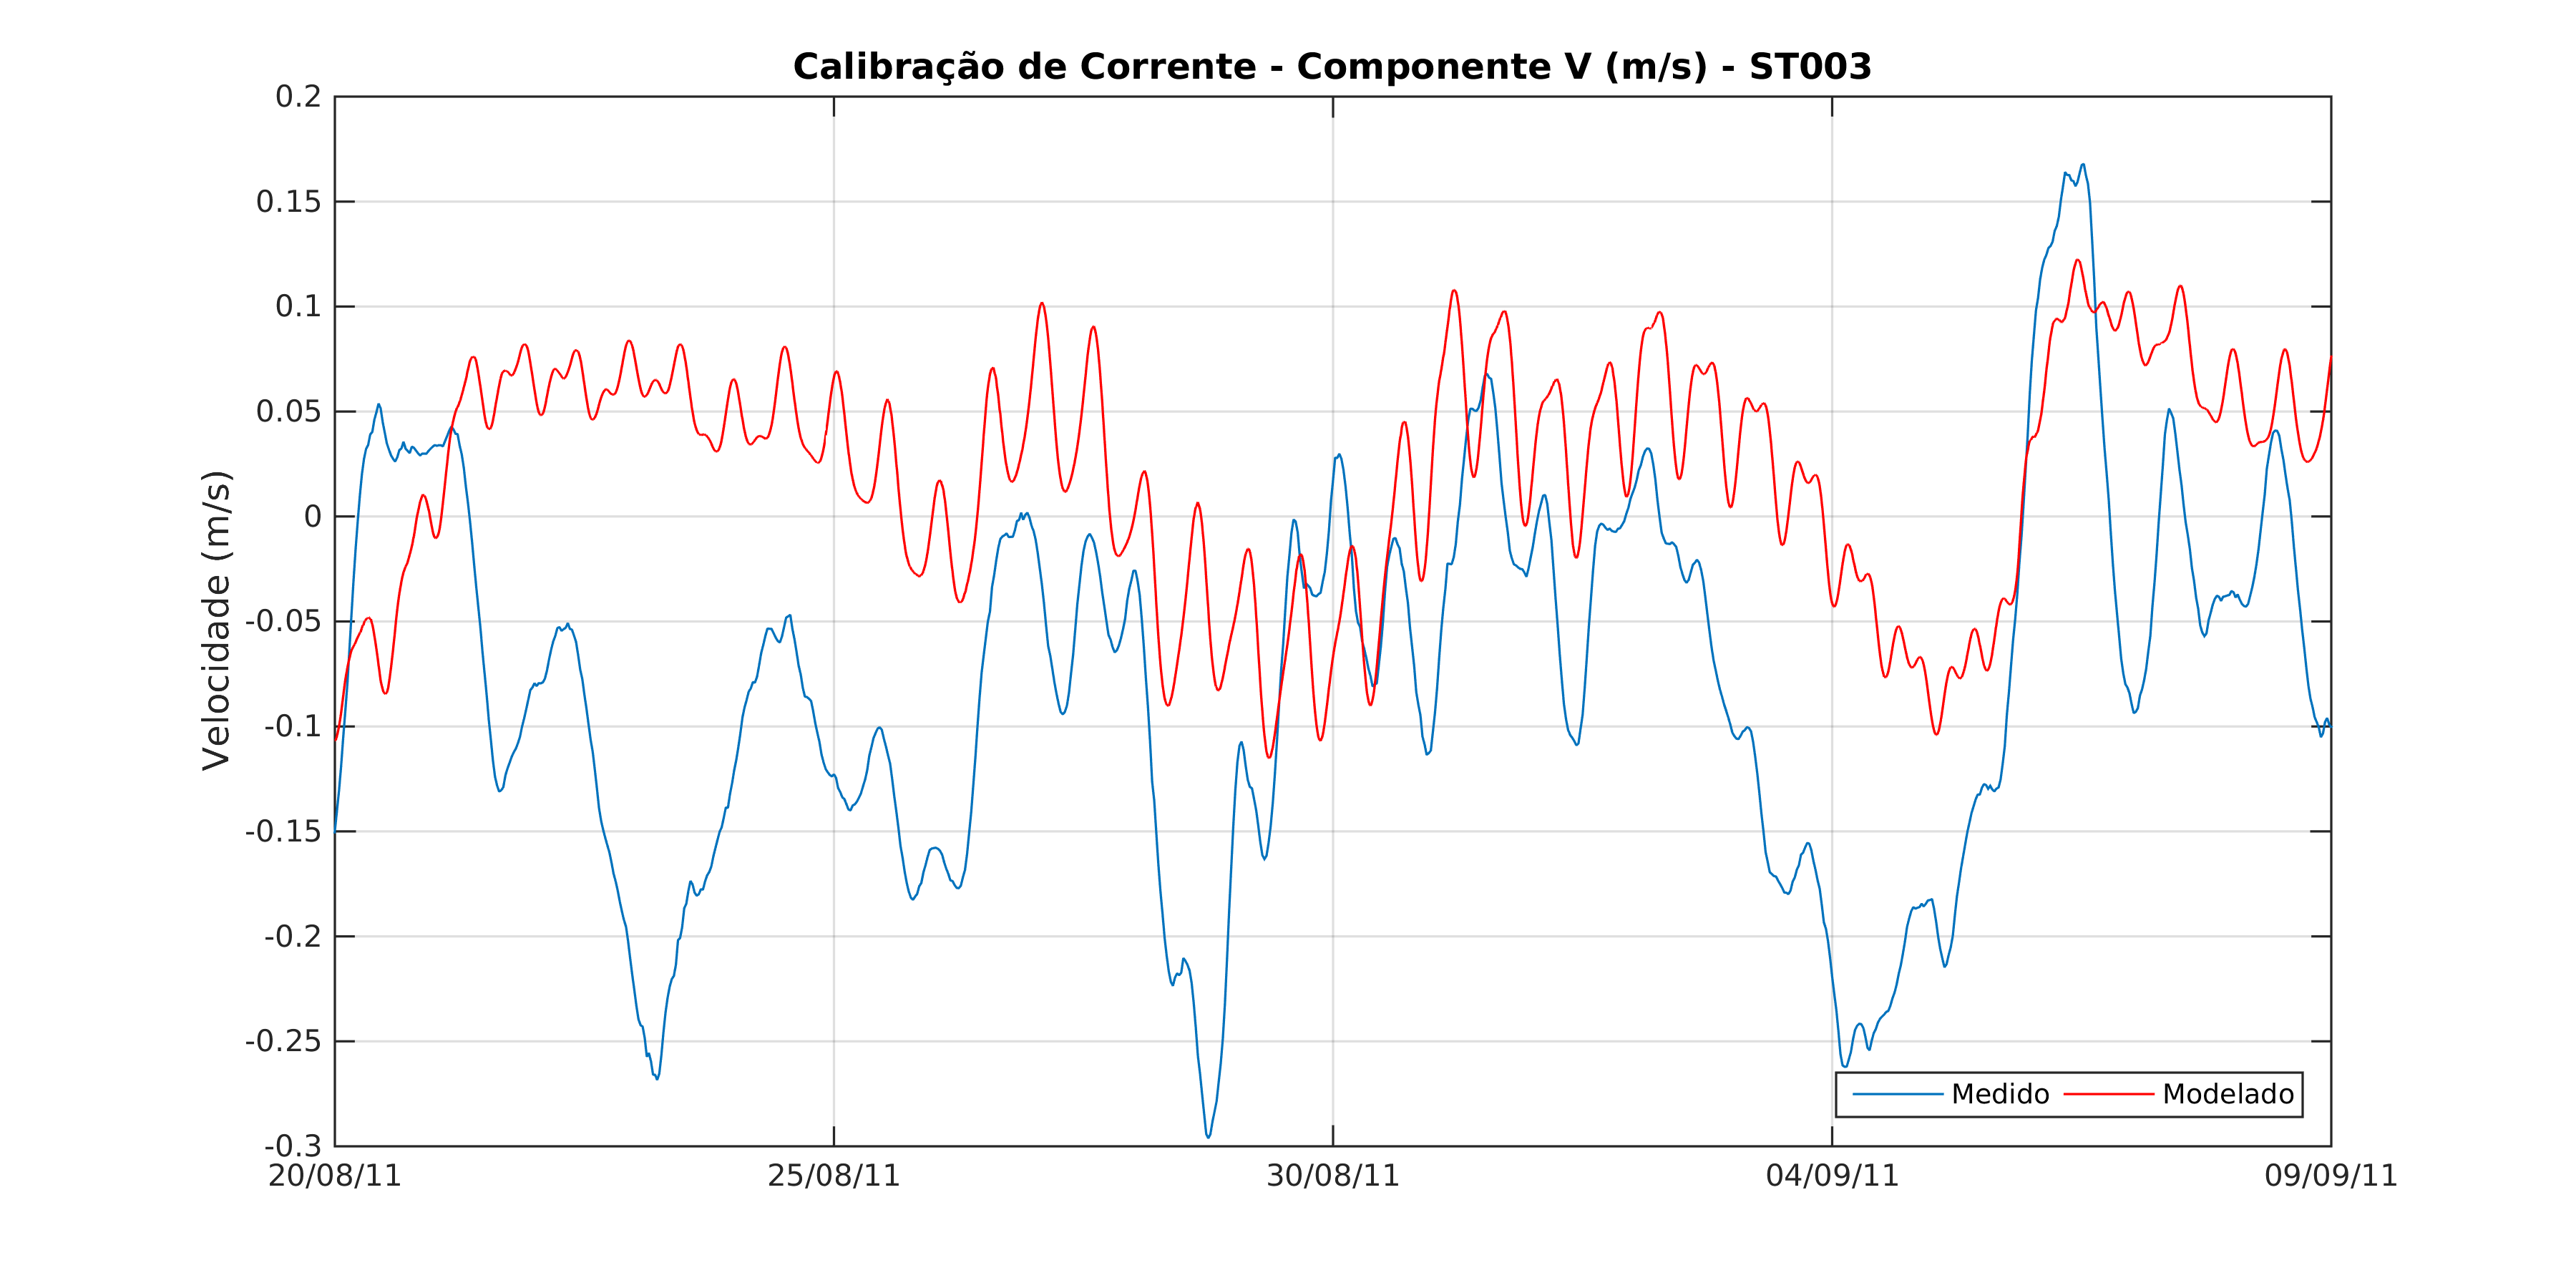 Calibração de Corrente - Componente V (m/s) - ST003
Velocidade (m/s)
0.2
0.15
0.1
0.05
0
-0.05
-0.1
-0.15
-0.2
-0.25
-0.3
20/08/11 25/08/11 30/08/11 04/09/11 09/09/11
Medido Modelado